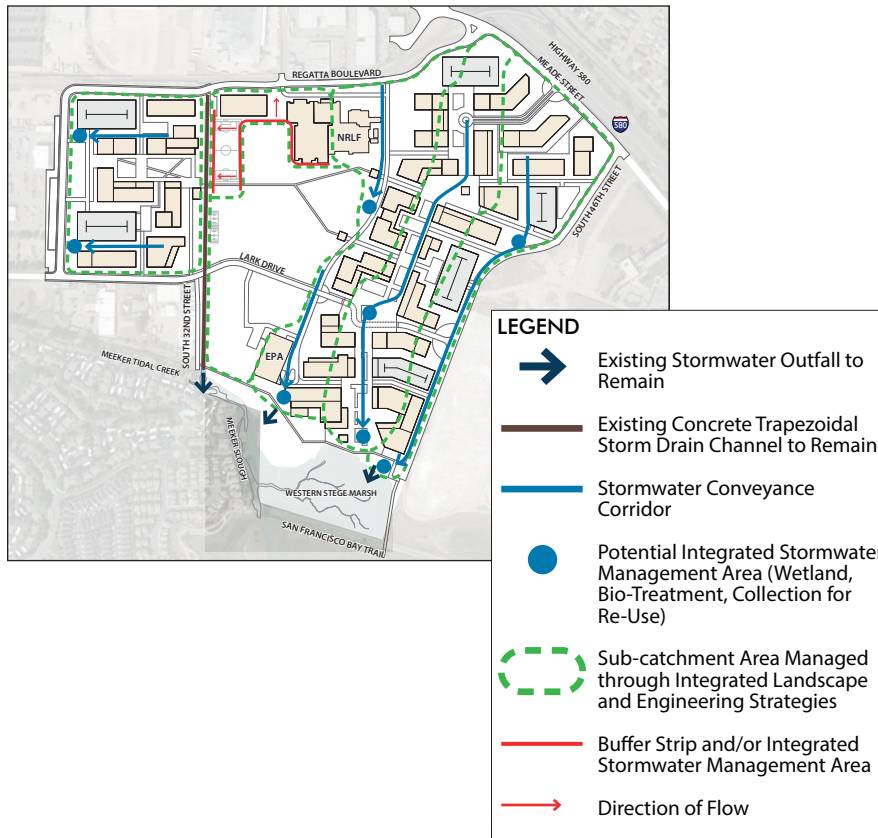 HIGHWAY 580
MEADE STREET
REGATTA BOULEVARD
580
NRLF
SOUTH 46TH STREET
LARK DRIVE
SOUTH 32ND STREET
EPA
MEEKER TIDAL CREEK
MEEKER SLOUGH
WESTERN STEGE MARSH
SAN FRANCISCO BAY TRAIL
LEGEND
Existing Stormwater Outfall to
Remain
Existing Concrete Trapezoidal
Storm Drain Channel to Remain
Stormwater Conveyance
Corridor
Potential Integrated Stormwater
Management Area (Wetland,
Bio-Treatment, Collection for
Re-Use)
Sub-catchment Area Managed
through Integrated Landscape
and Engineering Strategies
Buffer Strip and/or Integrated
Stormwater Management Area
Direction of Flow